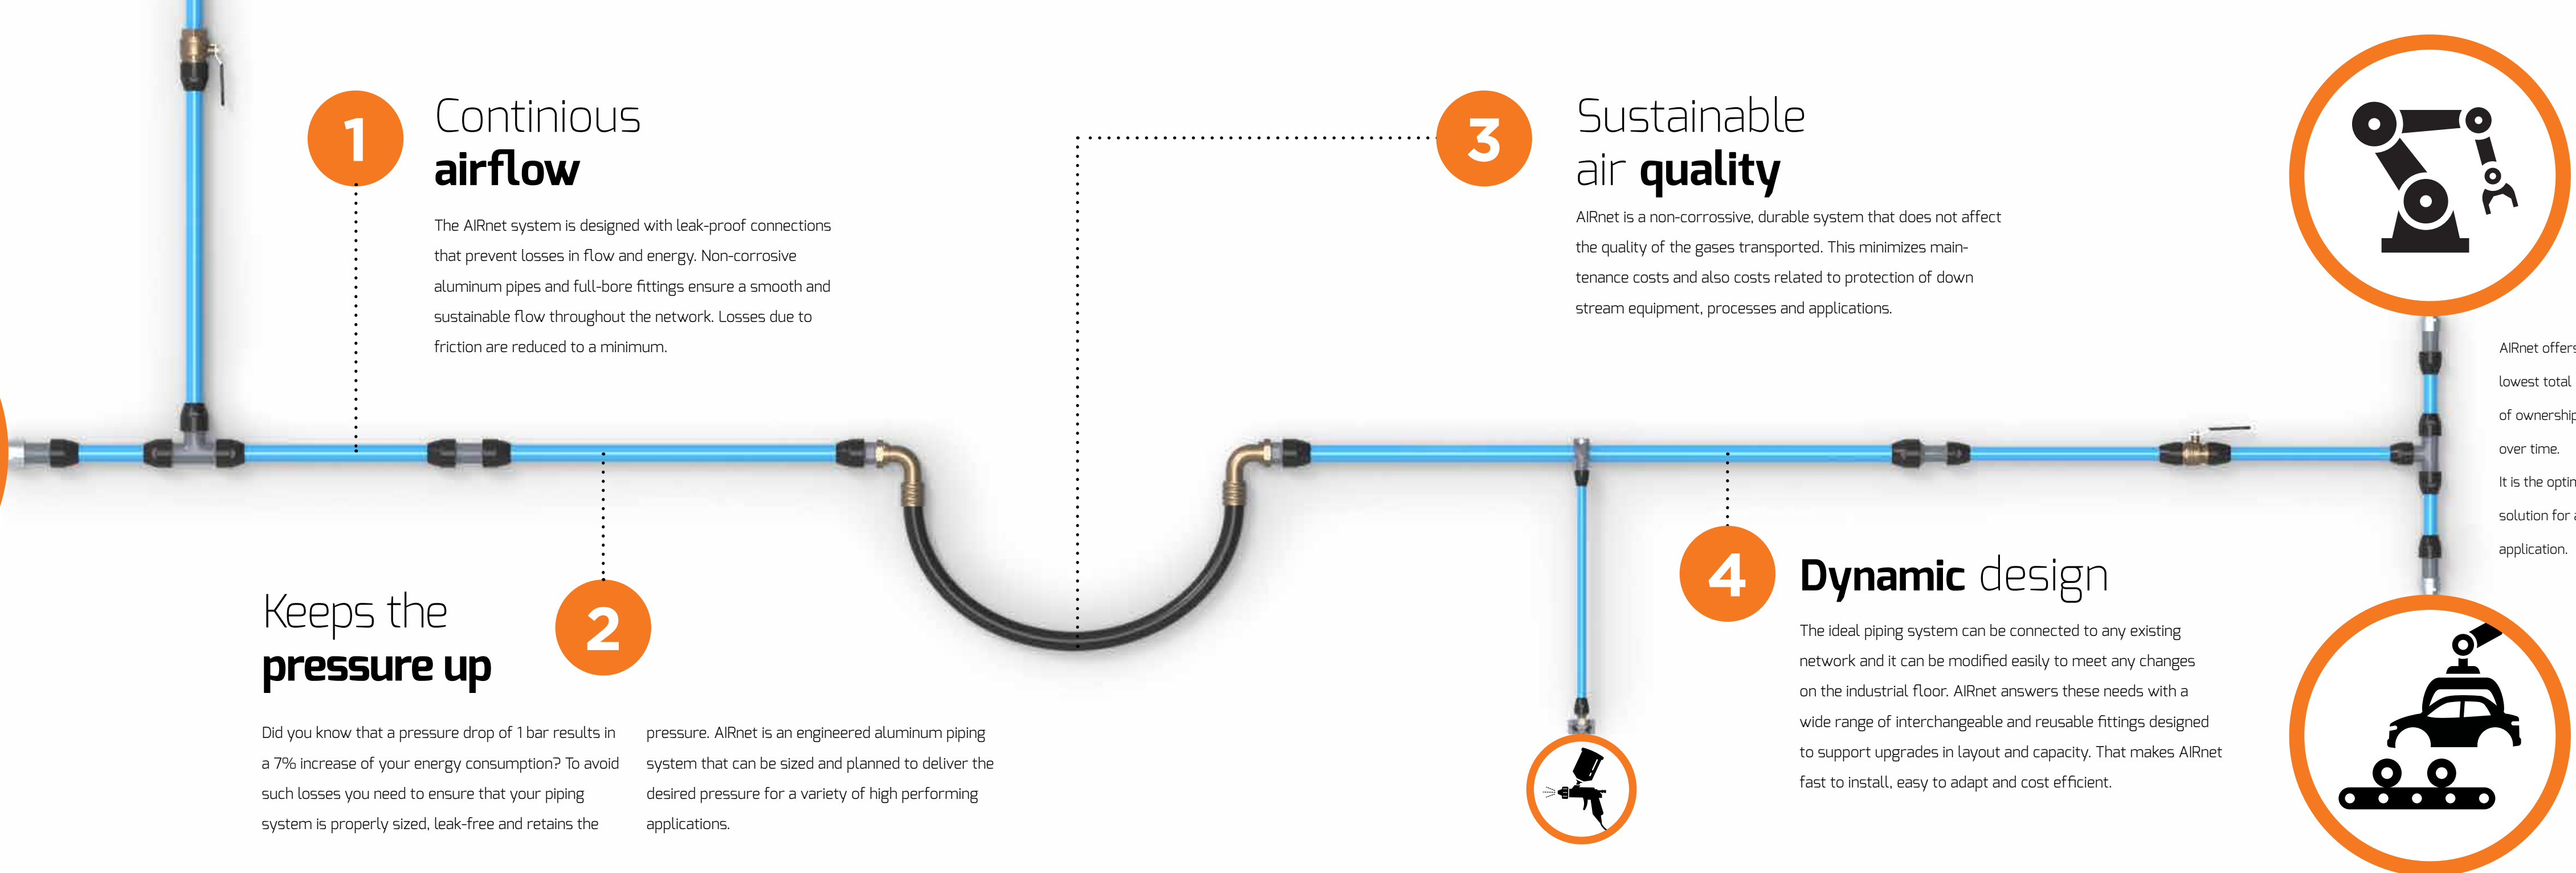 1
Continious
airflow
The AIRnet system is designed with leak-proof connections
that prevent losses in flow and energy. Non-corrosive
aluminum pipes and full-bore fittings ensure a smooth and
sustainable flow throughout the network. Losses due to
friction are reduced to a minimum.
2
Keeps the
pressure up
Did you know that a pressure drop of 1 bar results in
a 7% increase of your energy consumption? To avoid
such losses you need to ensure that your piping
system is properly sized, leak-free and retains the
pressure. AIRnet is an engineered aluminum piping
system that can be sized and planned to deliver the
desired pressure for a variety of high performing
applications.
3
Sustainable
air quality
AIRnet is a non-corrossive, durable system that does not affect
the quality of the gases transported. This minimizes main-
tenance costs and also costs related to protection of down
stream equipment, processes and applications.
4
Dynamic design
The ideal piping system can be connected to any existing
network and it can be modified easily to meet any changes
on the industrial floor. AIRnet answers these needs with a
wide range of interchangeable and reusable fittings designed
to support upgrades in layout and capacity. That makes AIRnet
fast to install, easy to adapt and cost efficient.
AIRnet offers
lowest total
of ownership
over time.
It is the
solution for
application.